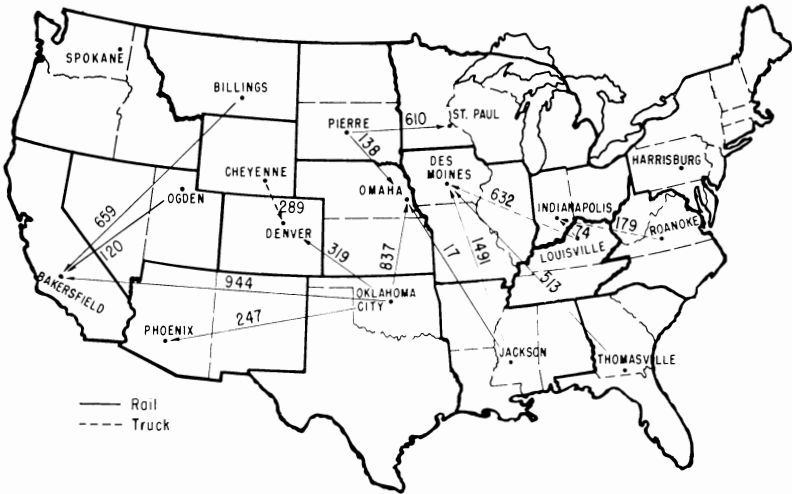 SPOKANE
BILLINGS
PIERRE
610
ST. PAUL
138
CHEYENNE
DES
MOINES
HARRISBURG
OGDEN
OMAHA
632
INDIANAPOLIS
659
289
179
ROANOKE
DENVER
74
120
319
837
17
1491
LOUISVILLE
BAKERSFIELD
944
513
OKLAHOMA
CITY
247
PHOENIX
JACKSON
THOMASVILLE
Rail
Truck